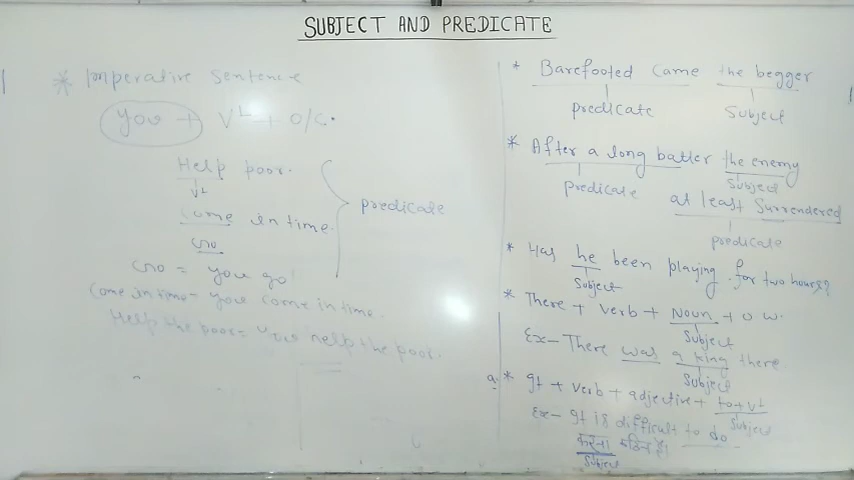 SUBJECT AND PREDICATE
* Imperative Sentence
You + V¹ + O/C.
Help poor.
V¹
Come in time.
Go
predicate
Go = you go
Come in time = you come in time.
Help the poor = You help the poor.
* Barefooted came the begger
predicate Subject
* After a long batler the enemy
predicate Subject
at least Surrendered
predicate
* Has he been playing for two hours?
Subject
* There + verb + Noun + O W.
Subject
Ex- There was a king there
Subject
* It + verb + adjective + to + V¹
Subject
Ex- It is difficult to do
करना कठिन है।
Subject